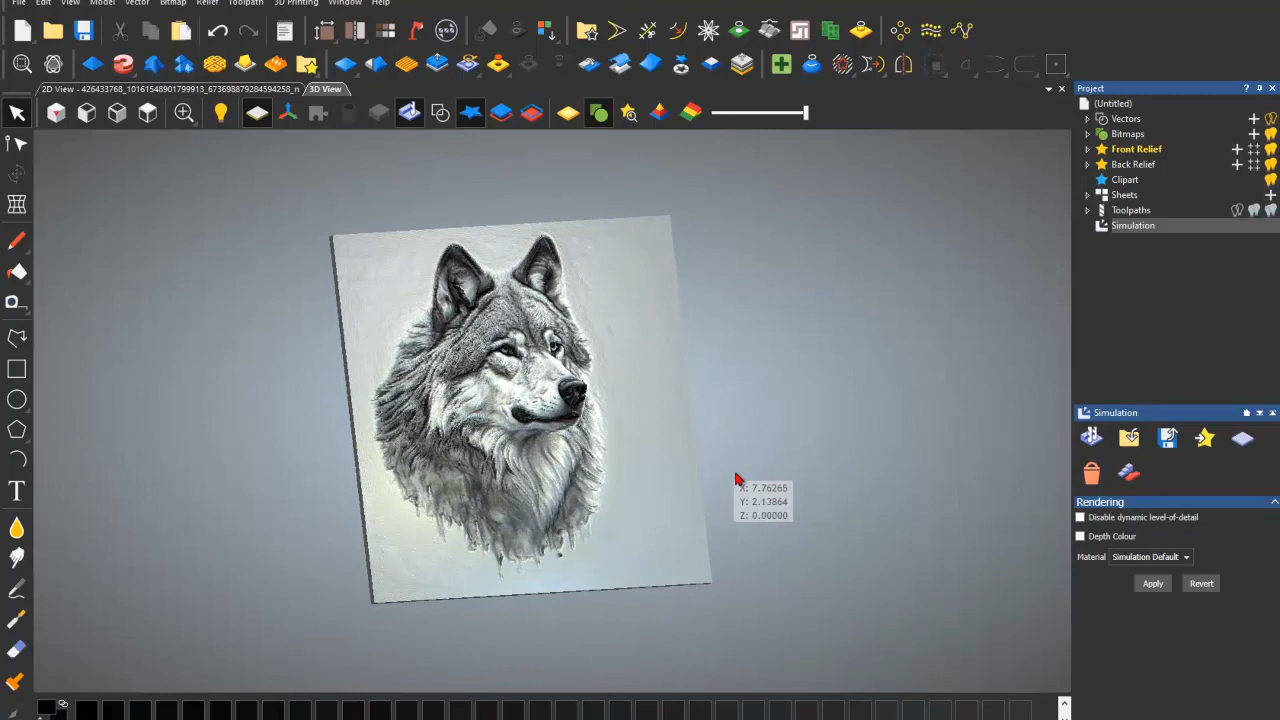 File Edit View Model Vector Bitmap Relief Toolpath 3D Printing Window Help
2D View - 426433768_10161548901799913_673698879284594258_n 3D View
Project
(Untitled)
Vectors
Bitmaps
Front Relief
Back Relief
Clipart
Sheets
Toolpaths
Simulation
X: 7.76265
Y: 2.13864
Z: 0.00000
Simulation
Rendering
Disable dynamic level-of-detail
Depth Colour
Material Simulation Default
Apply Revert